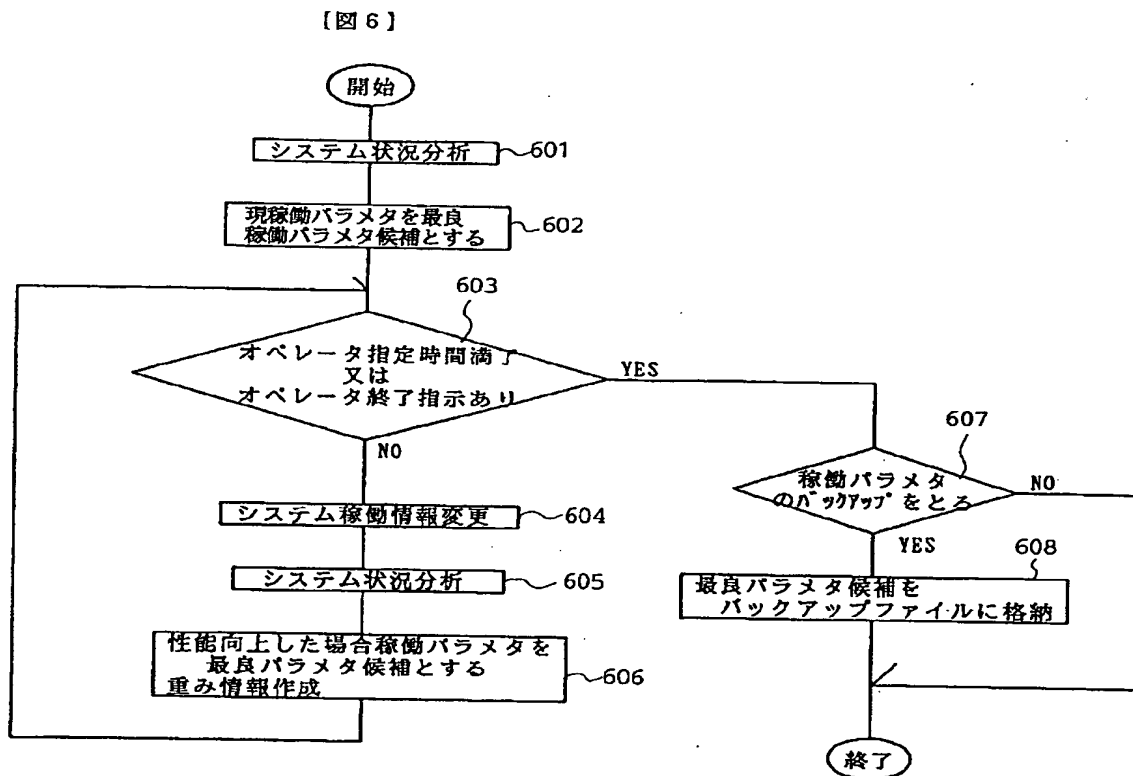 【図6】
開始
システム状況分析
601
現稼働パラメタを最良
稼働パラメタ候補とする
602
603
オペレータ指定時間満了
又は
オペレータ終了指示あり
YES
NO
システム稼働情報変更
604
システム状況分析
605
性能向上した場合稼働パラメタを
最良パラメタ候補とする
重み情報作成
606
607
稼働パラメタ
のバックアップをとる
NO
YES
608
最良パラメタ候補を
バックアップファイルに格納
終了